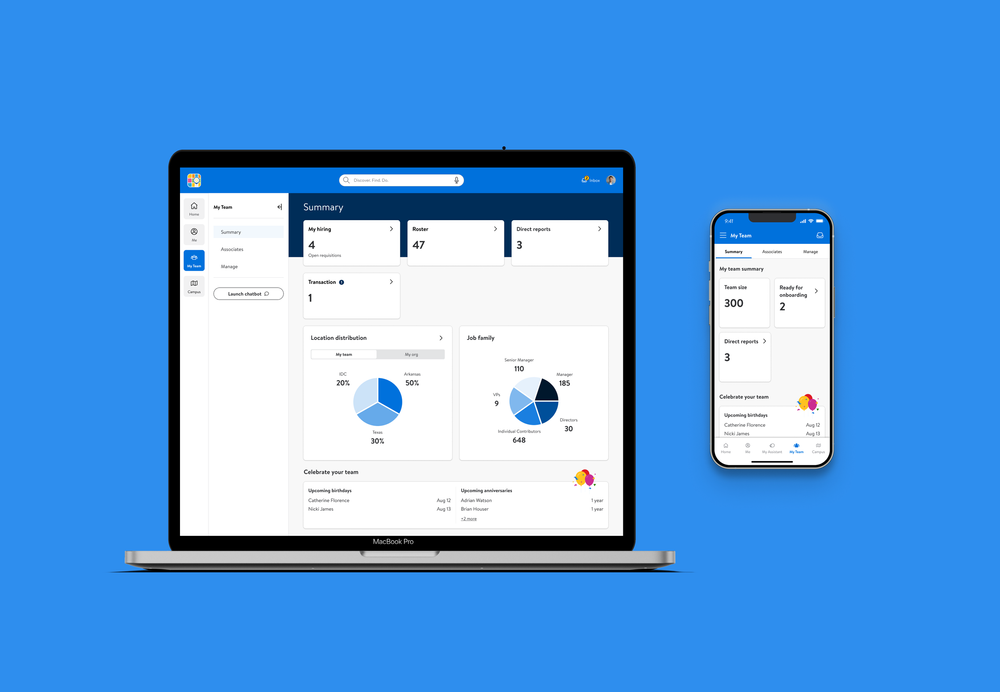 Discover Find Do.
Inbox
Home
Me
My Team
Campus
My Team
Summary
Associates
Manage
Launch chatbot
Summary
My hiring
4
Open requisitions
Roster
47
Direct reports
3
Transaction
1
Location distribution
My team
My org
IDC
20%
Arkansas
50%
Texas
30%
Job family
Senior Manager
110
Manager
185
VPs
9
Directors
30
Individual Contributors
648
Celebrate your team
Upcoming birthdays
Catherine Florence Aug 12
Nicki James Aug 13
Upcoming anniversaries
Adrian Watson 1 year
Brian Houser 1 year
+2 more
MacBook Pro
9:41
My Team
Summary Associates Manage
My team summary
Team size
300
Ready for
onboarding
2
Direct reports
3
Celebrate your team
Upcoming birthdays
Catherine Florence Aug 12
Nicki James Aug 13
Home Me My Assistant My Team Campus